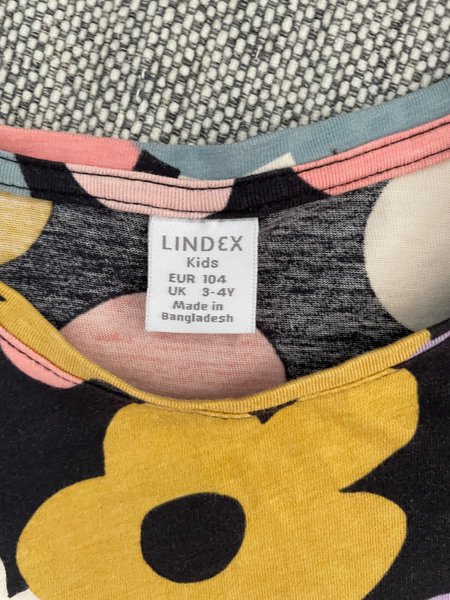 LINDEX
Kids
EUR 104
UK 3-4Y
Made in
Bangladesh